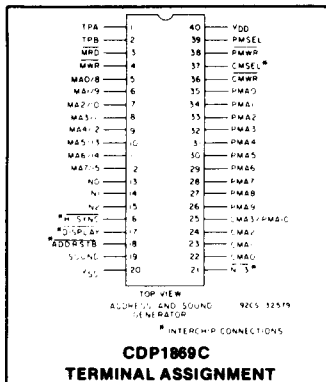 TPA 1 40 VDD
TPB 2 39 PMSEL
MRD 3 38 PMWR
MWR 4 37 CMSEL*
MA0/8 5 36 CMWR
MA1/9 6 35 PMA0
MA2/10 7 34 PMA1
MA3/11 8 33 PMA2
MA4/12 9 32 PMA3
MA5/13 10 31 PMA4
MA6/14 1 30 PMA5
MA7/15 2 29 PMA6
N0 13 28 PMA7
N1 14 27 PMA8
N2 15 26 PMA9
*H SYNC 16 25 CMA3/PMA10
*DISPLAY 17 24 CMA2
*ADDRSTB 18 23 CMA1
SOUND 19 22 CMA0
VSS 20 21 N=3*
TOP VIEW
ADDRESS AND SOUND 92CS-32579
GENERATOR
* INTERCHIP CONNECTIONS
CDP1869C
TERMINAL ASSIGNMENT